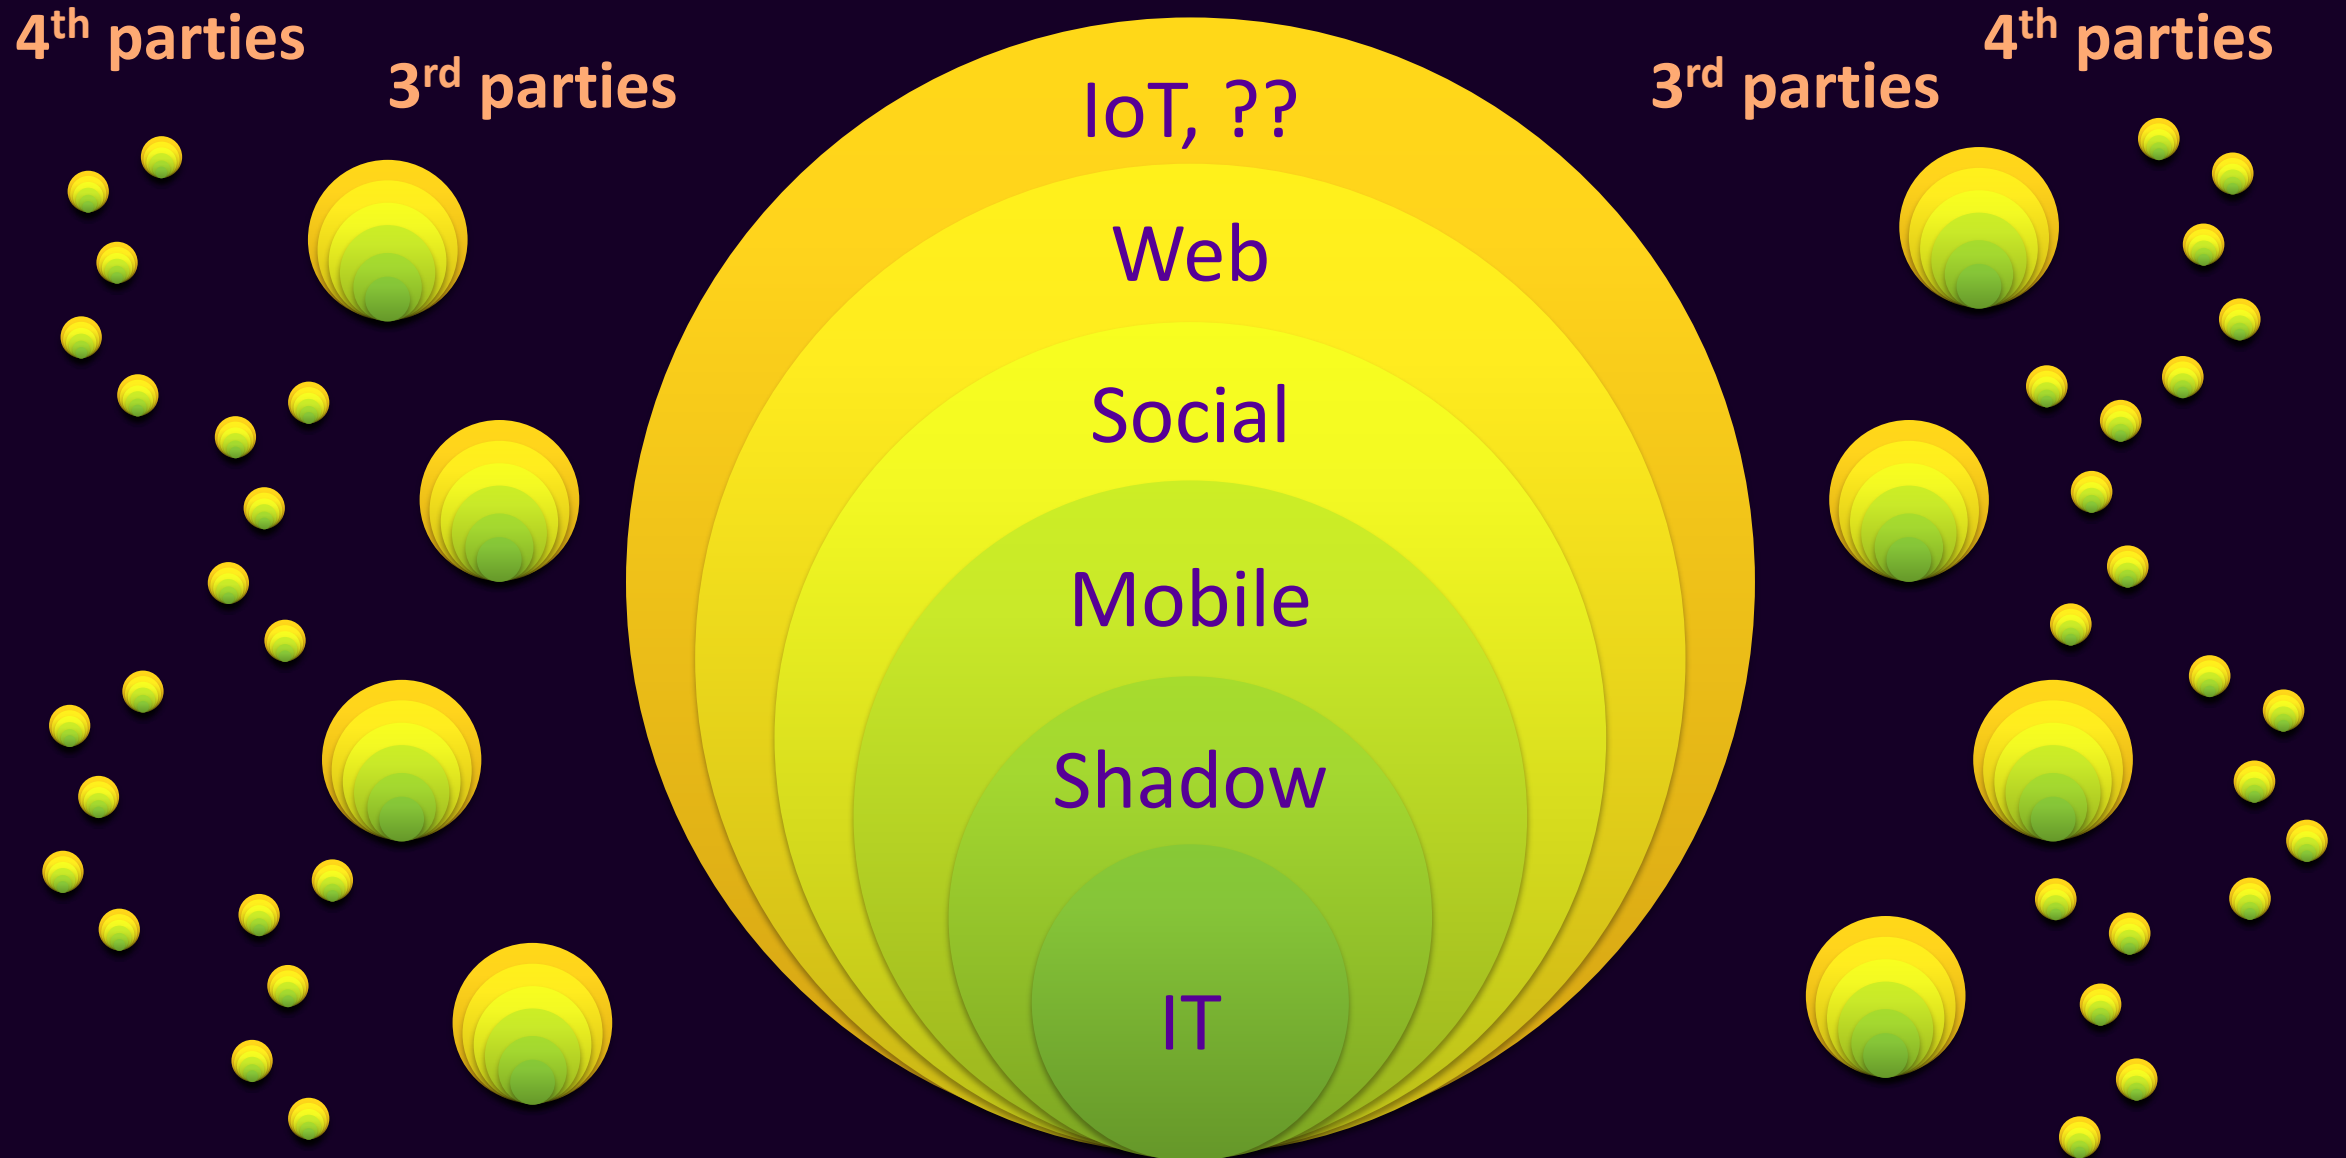 4th parties
3rd parties
3rd parties
4th parties
IoT, ??
Web
Social
Mobile
Shadow
IT